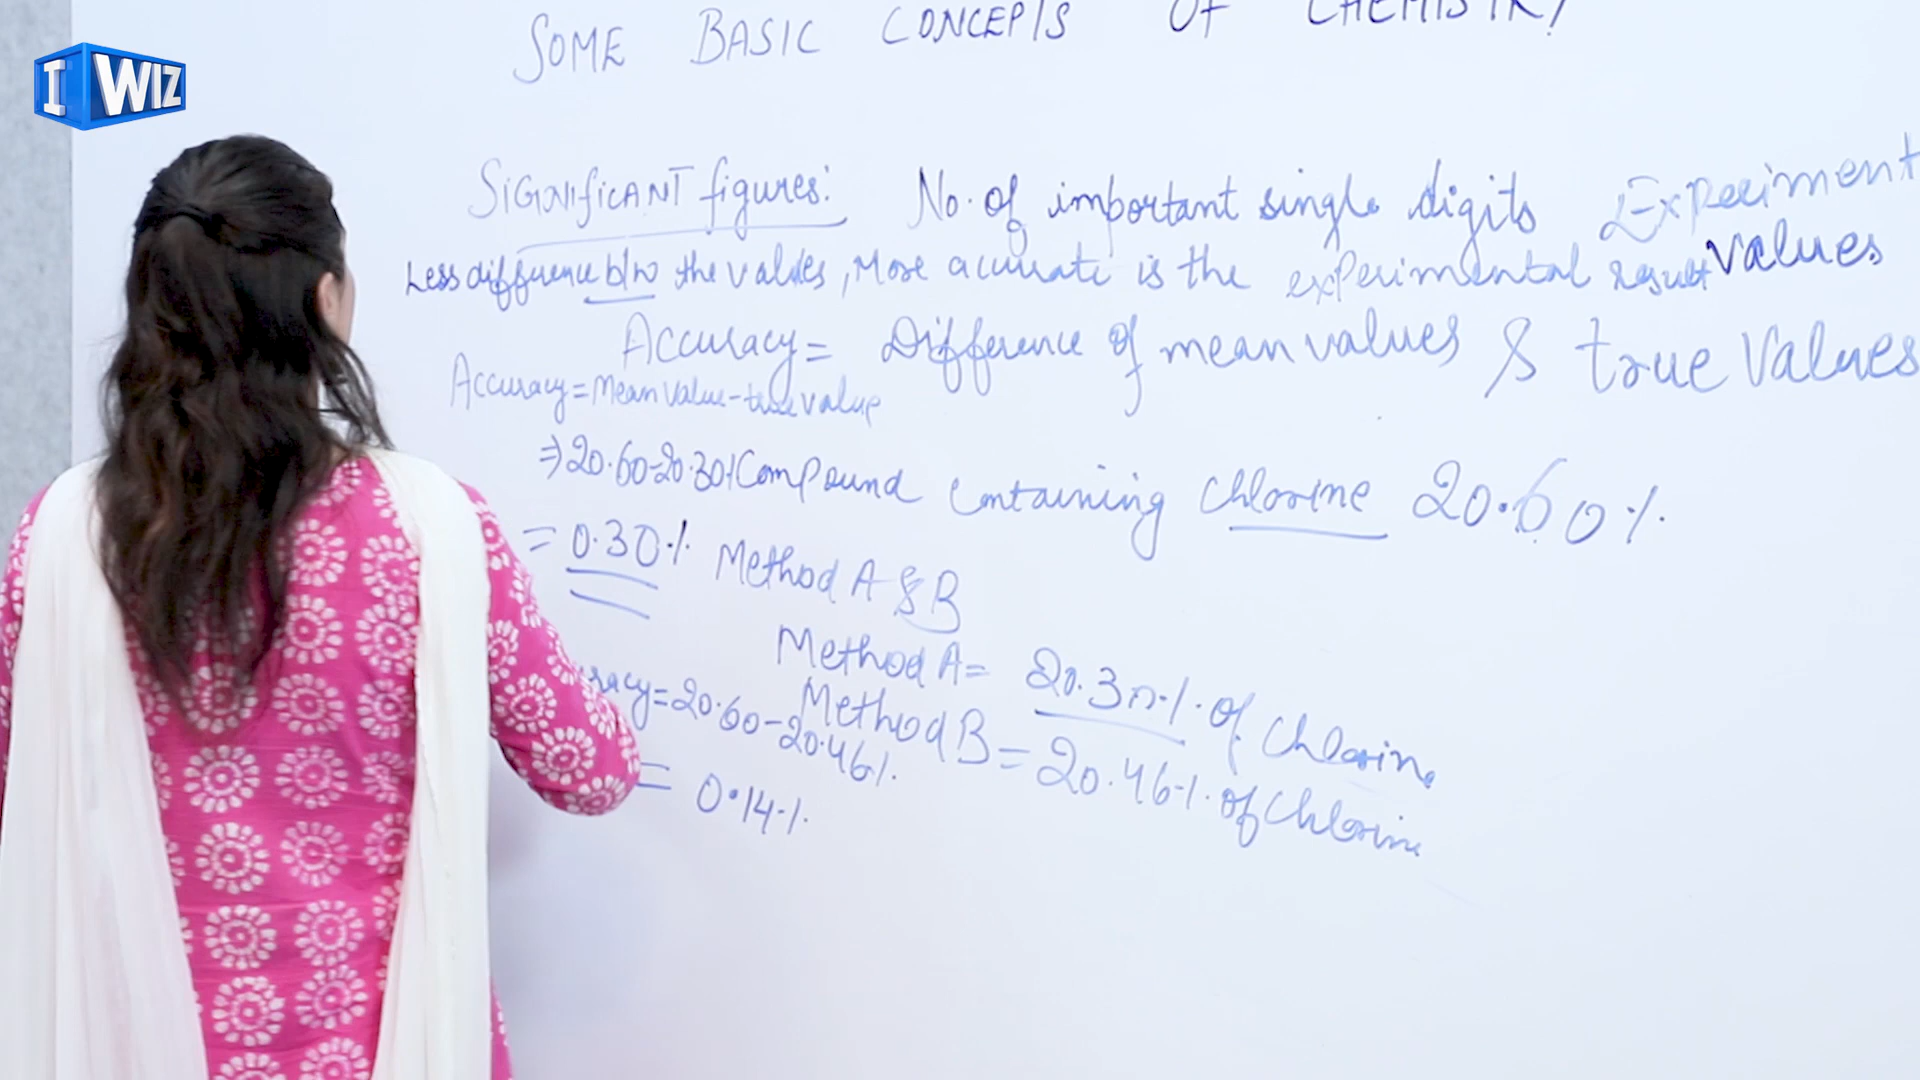 I WIZ
SOME BASIC CONCEPTS OF CHEMISTRY
SIGNIFICANT figures: No. of important single digits Experiment
Less difference b/w the values, More accurate is the experimental result values
Accuracy = Difference of mean values & true values
Accuracy = Mean value - true value
⇒ 20.60-20.30% Compound containing Chlorine 20.60%
= 0.30% Method A & B
Method A = 20.30% of Chlorine
uracy = 20.60 - 20.46%
Method B = 20.46% of Chlorine
= 0.14%